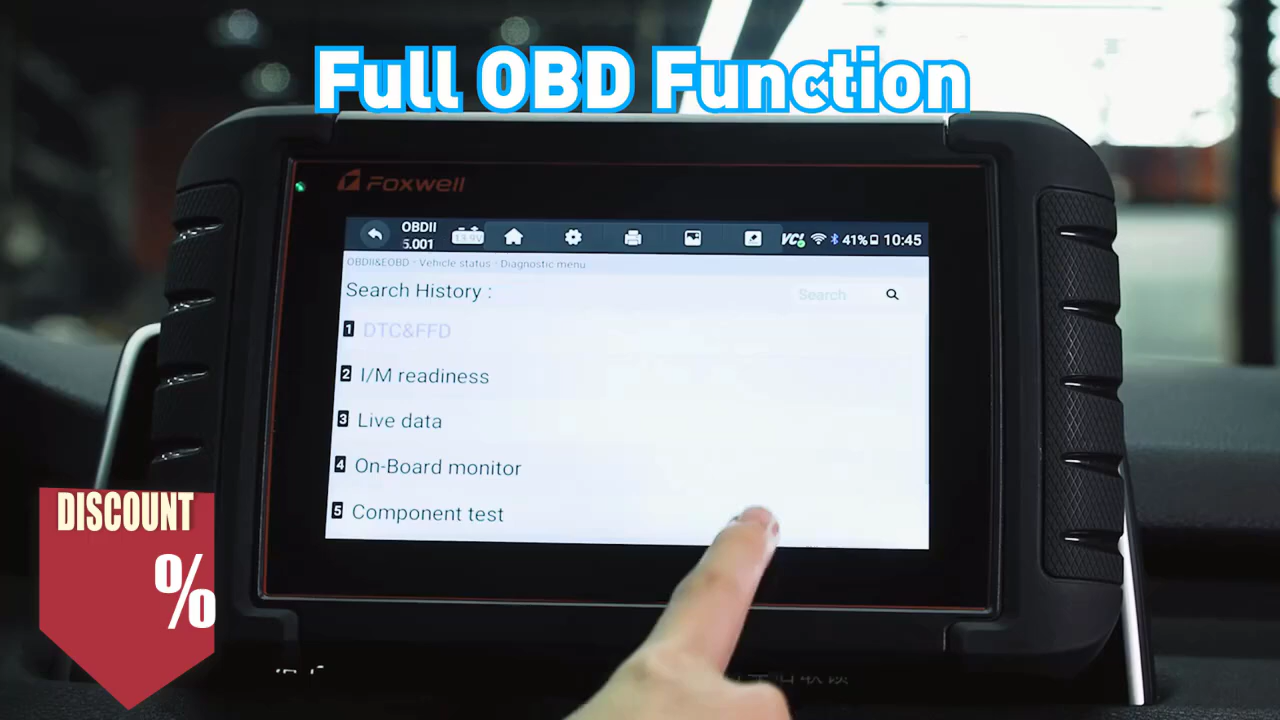 Full OBD Function
FOXWELL
OBDII
5.001
VCI
41%
10:45
OBDII&EOBD > Vehicle status > Diagnostic menu
Search History :
Search
1 DTC&FFD
2 I/M readiness
3 Live data
4 On-Board monitor
5 Component test
DISCOUNT
%